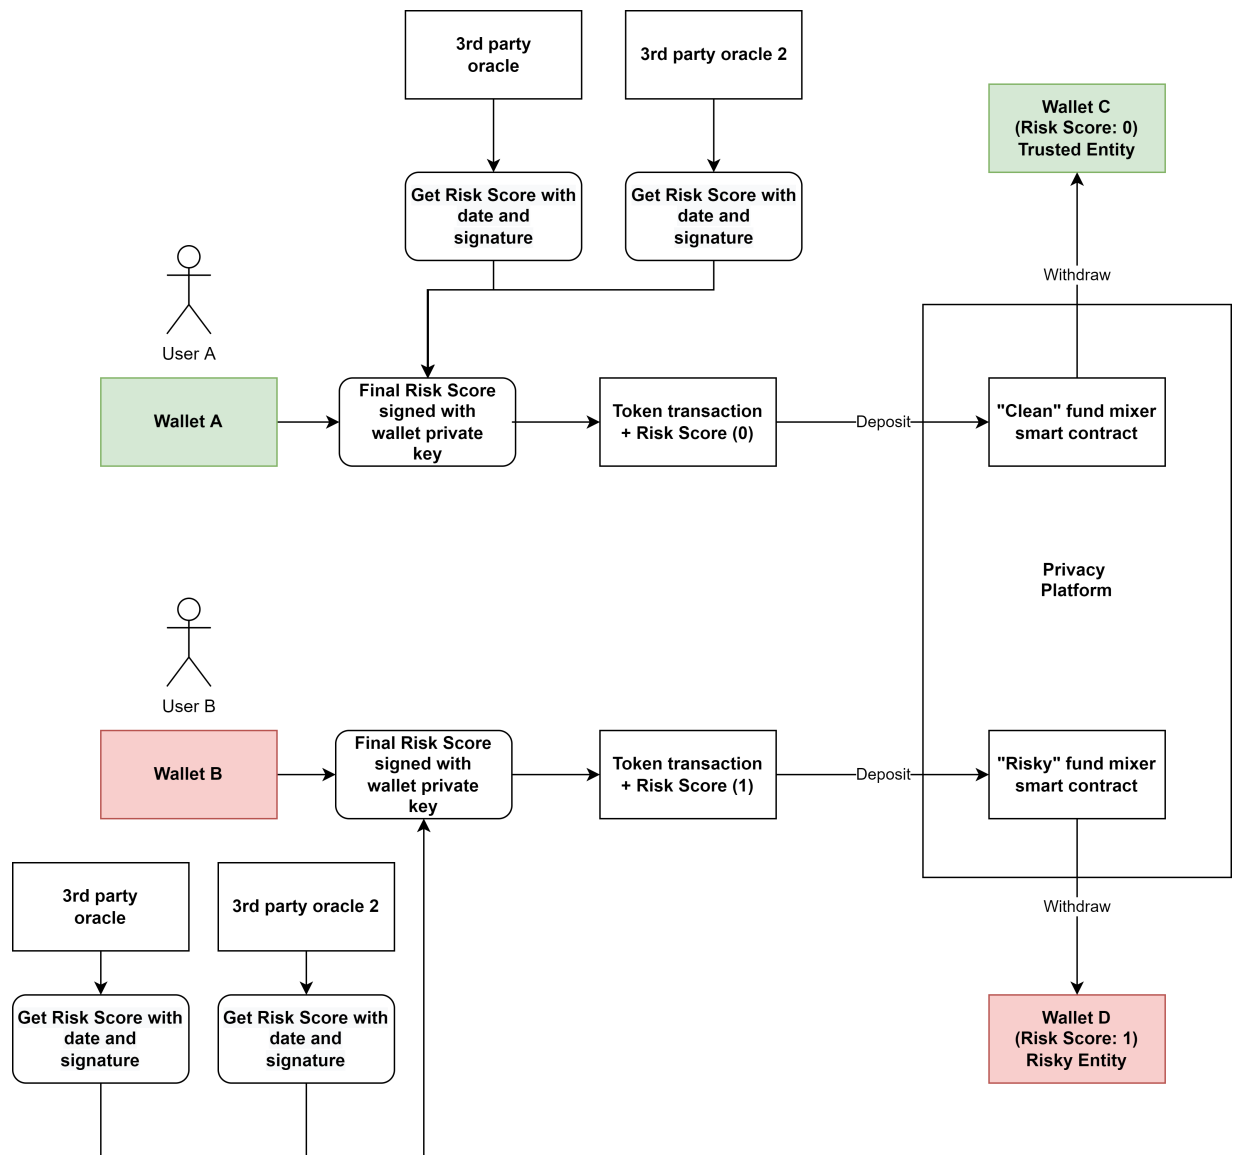 3rd party
oracle
3rd party oracle 2
Wallet C
(Risk Score: 0)
Trusted Entity
Get Risk Score with
date and
signature
Get Risk Score with
date and
signature
Withdraw
User A
Wallet A
Final Risk Score
signed with
wallet private
key
Token transaction
+ Risk Score (0)
Deposit
"Clean" fund mixer
smart contract
Privacy
Platform
User B
Wallet B
Final Risk Score
signed with
wallet private
key
Token transaction
+ Risk Score (1)
Deposit
"Risky" fund mixer
smart contract
3rd party
oracle
3rd party oracle 2
Withdraw
Get Risk Score with
date and
signature
Get Risk Score with
date and
signature
Wallet D
(Risk Score: 1)
Risky Entity